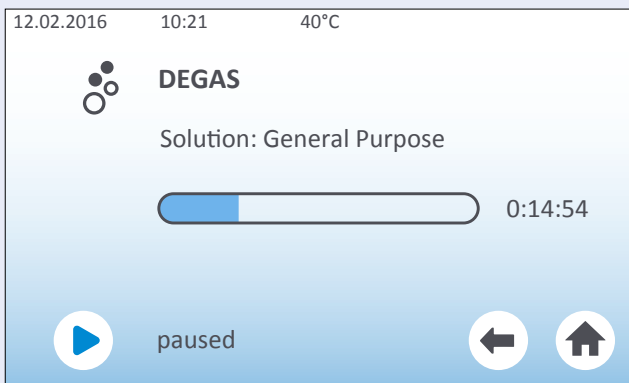 12.02.2016 10:21 40°C
DEGAS
Solution: General Purpose
0:14:54
paused